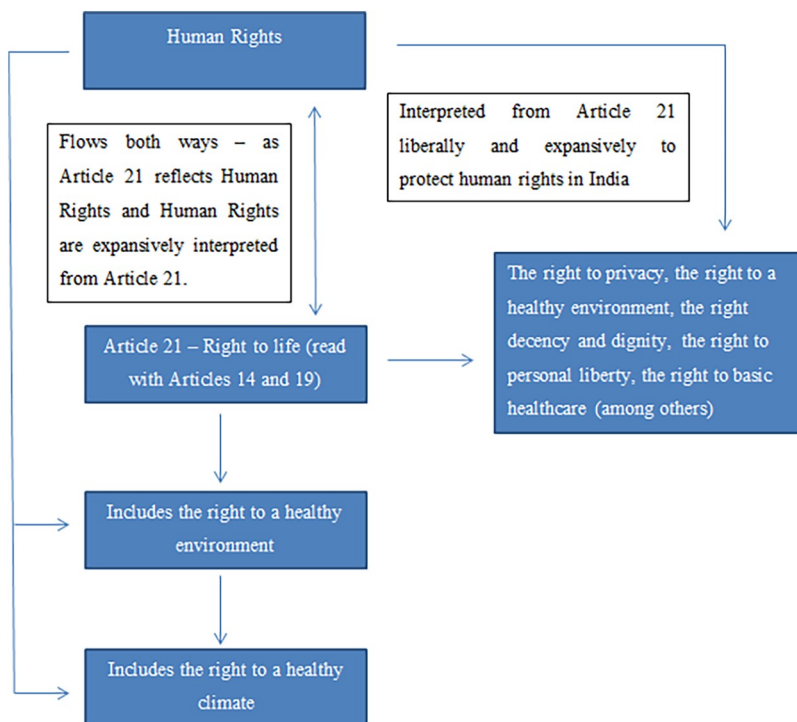 Human Rights
Flows both ways – as
Article 21 reflects Human
Rights and Human Rights
are expansively interpreted
from Article 21.
Interpreted from Article 21
liberally and expansively to
protect human rights in India
The right to privacy, the right to a
healthy environment, the right
decency and dignity, the right to
personal liberty, the right to basic
healthcare (among others)
Article 21 – Right to life (read
with Articles 14 and 19)
Includes the right to a healthy
environment
Includes the right to a healthy
climate